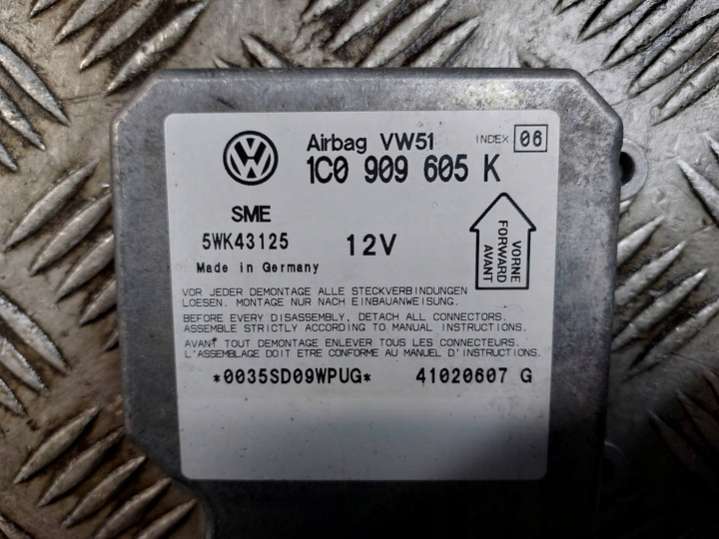 Airbag VW51 INDEX 06
1C0 909 605 K
SME
5WK43125 12V
Made in Germany
VORNE
FORWARD
AVANT
VOR JEDER DEMONTAGE ALLE STECKVERBINDUNGEN
LOESEN. MONTAGE NUR NACH EINBAUANWEISUNG.
BEFORE EVERY DISASSEMBLY, DETACH ALL CONNECTORS.
ASSEMBLE STRICTLY ACCORDING TO MANUAL INSTRUCTIONS.
AVANT TOUT DEMONTAGE ENLEVER TOUS LES CONNECTEURS.
L'ASSEMBLAGE DOIT ETRE CONFORME AU MANUEL D'INSTRUCTIONS.
*0035SD09WPUG* 41020607 G